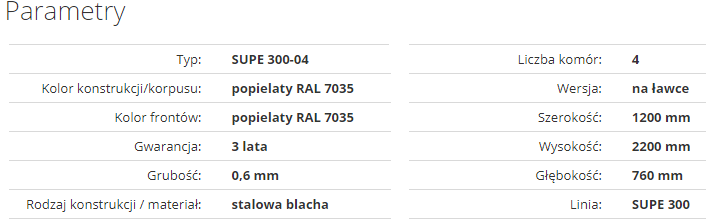 Parametry
Typ: SUPE 300-04
Kolor konstrukcji/korpusu: popielaty RAL 7035
Kolor frontów: popielaty RAL 7035
Gwarancja: 3 lata
Grubość: 0,6 mm
Rodzaj konstrukcji / materiał: stalowa blacha
Liczba komór: 4
Wersja: na ławce
Szerokość: 1200 mm
Wysokość: 2200 mm
Głębokość: 760 mm
Linia: SUPE 300